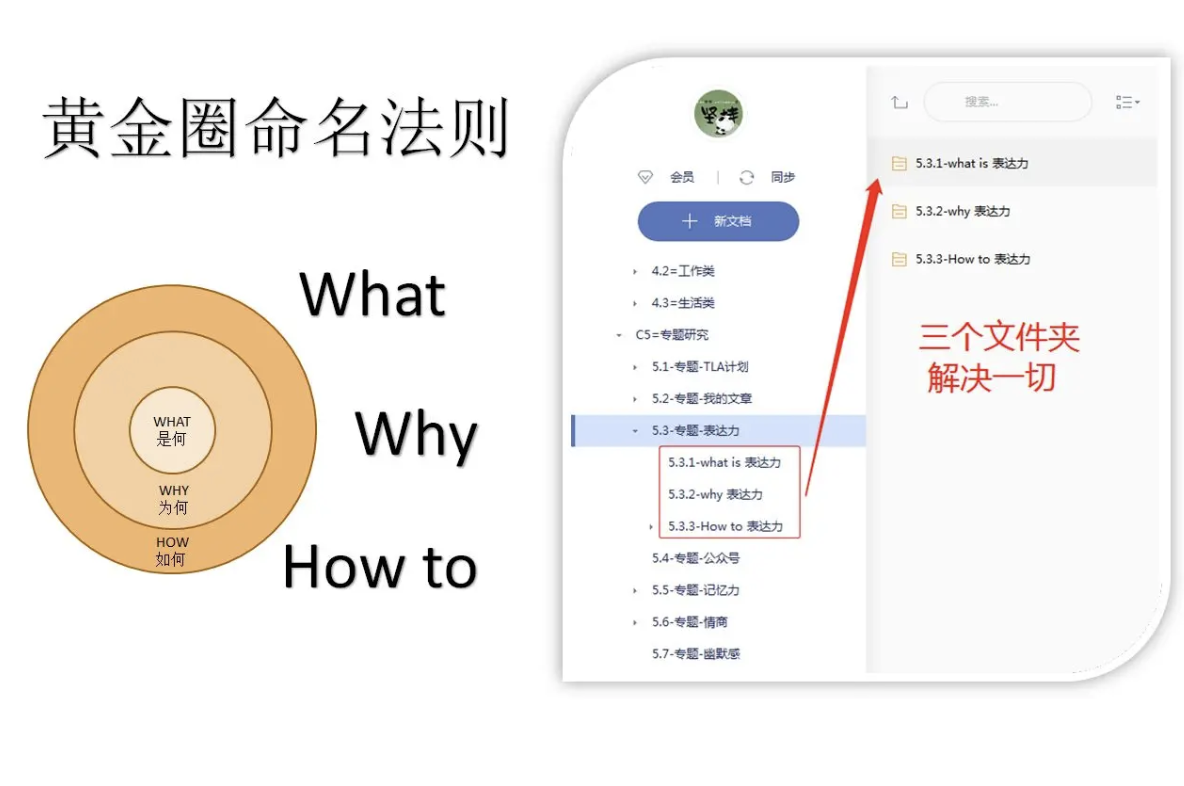 黄金圈命名法则
What
Why
How to
WHAT
是何
WHY
为何
HOW
如何
坚持
会员
同步
新文档
4.2=工作类
4.3=生活类
C5=专题研究
5.1-专题-TLA计划
5.2-专题-我的文章
5.3-专题-表达力
5.3.1-what is 表达力
5.3.2-why 表达力
5.3.3-How to 表达力
5.4-专题-公众号
5.5-专题-记忆力
5.6-专题-情商
5.7-专题-幽默感
搜索...
5.3.1-what is 表达力
5.3.2-why 表达力
5.3.3-How to 表达力
三个文件夹
解决一切